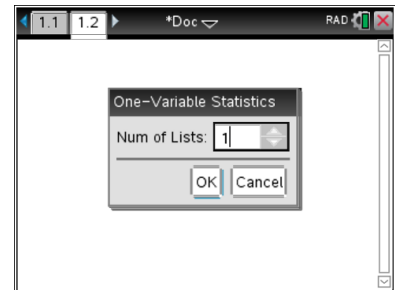 1.1 1.2 *Doc RAD
One-Variable Statistics
Num of Lists: 1
OK Cancel